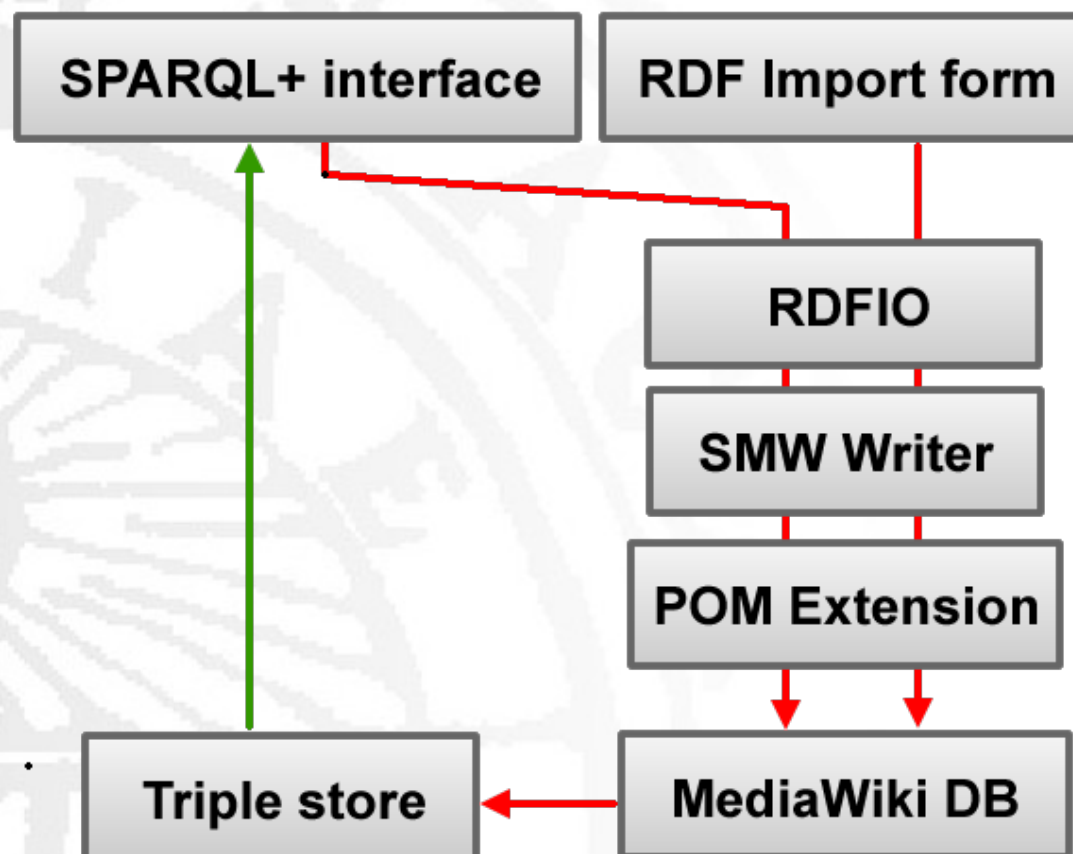 SPARQL+ interface
RDF Import form
RDFIO
SMW Writer
POM Extension
Triple store
MediaWiki DB